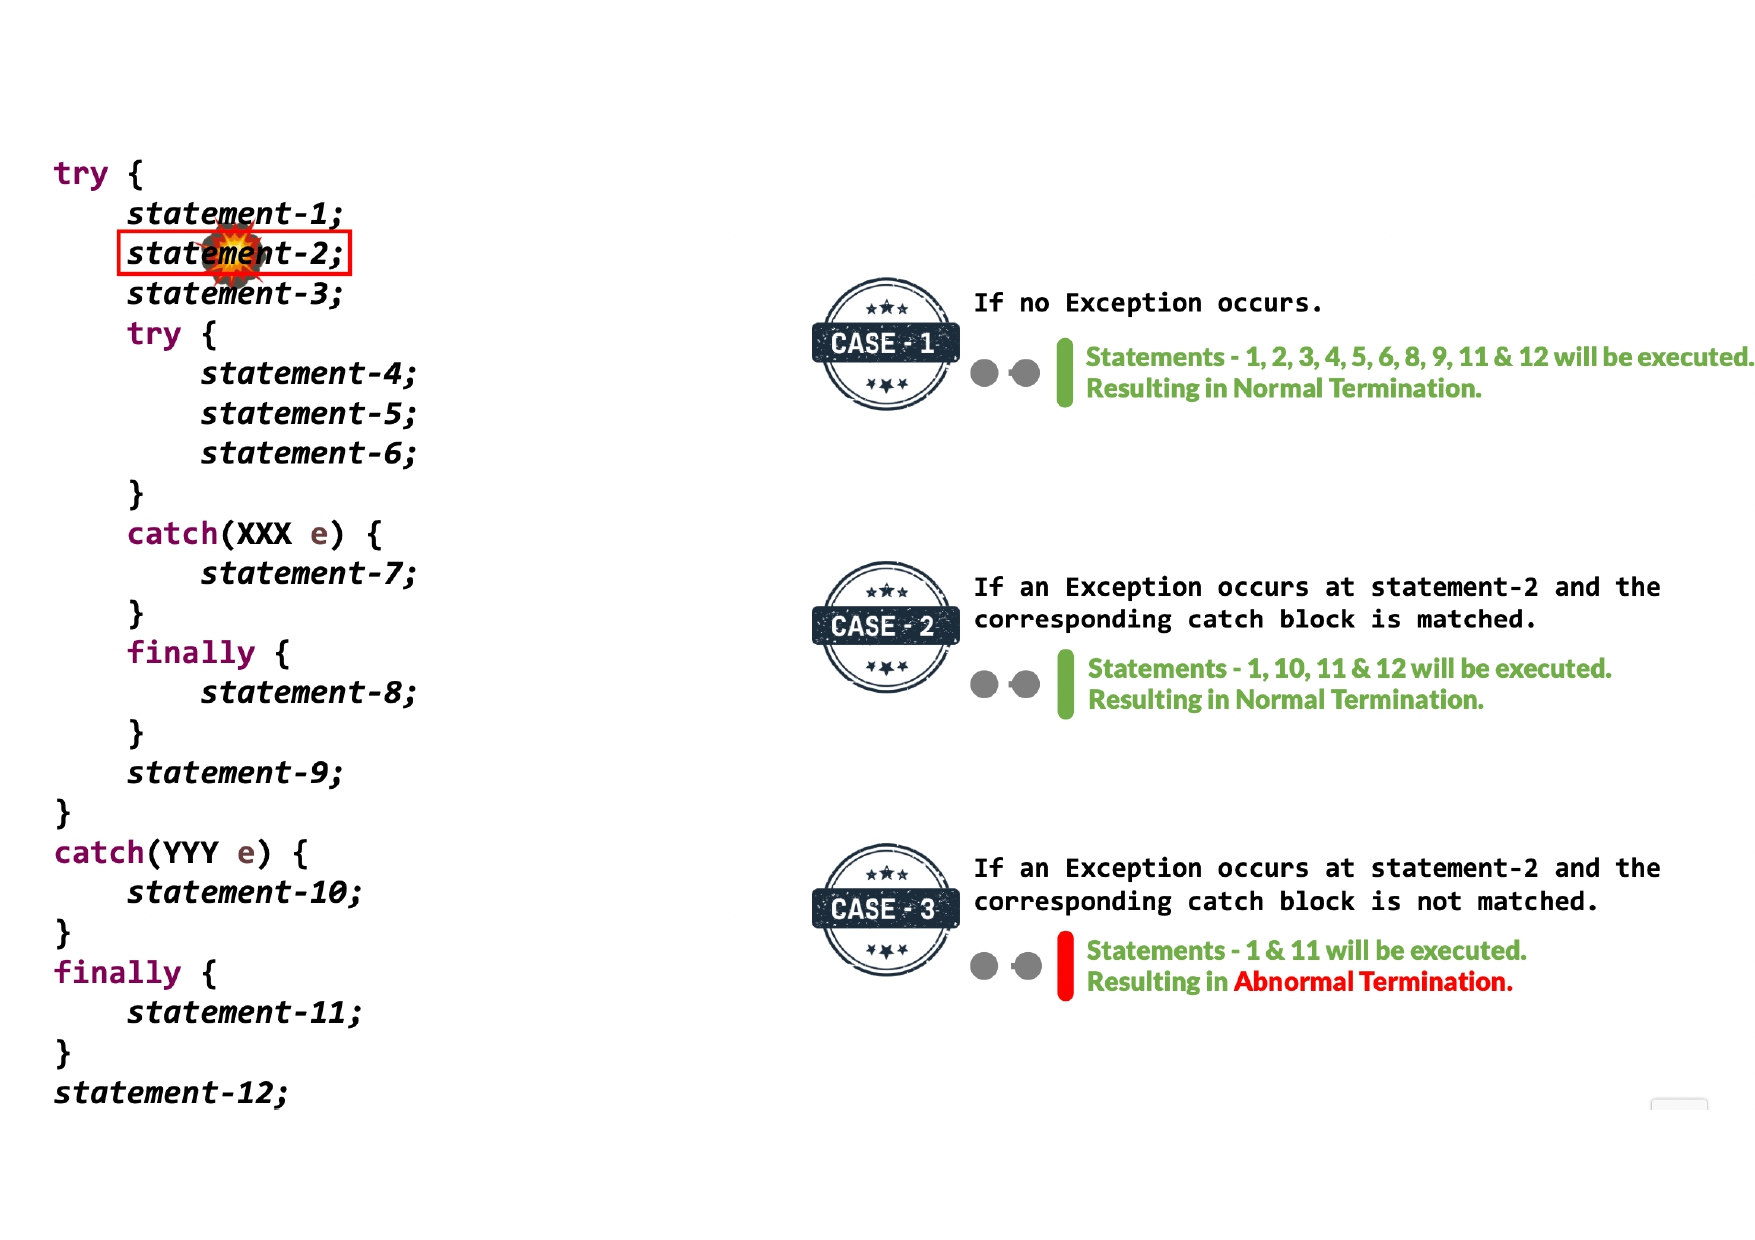 try {
statement-1;
statement-2;
statement-3;
try {
statement-4;
statement-5;
statement-6;
}
catch(XXX e) {
statement-7;
}
finally {
statement-8;
}
statement-9;
}
catch(YYY e) {
statement-10;
}
finally {
statement-11;
}
statement-12;
CASE - 1
If no Exception occurs.
Statements - 1, 2, 3, 4, 5, 6, 8, 9, 11 & 12 will be executed.
Resulting in Normal Termination.
CASE - 2
If an Exception occurs at statement-2 and the
corresponding catch block is matched.
Statements - 1, 10, 11 & 12 will be executed.
Resulting in Normal Termination.
CASE - 3
If an Exception occurs at statement-2 and the
corresponding catch block is not matched.
Statements - 1 & 11 will be executed.
Resulting in Abnormal Termination.